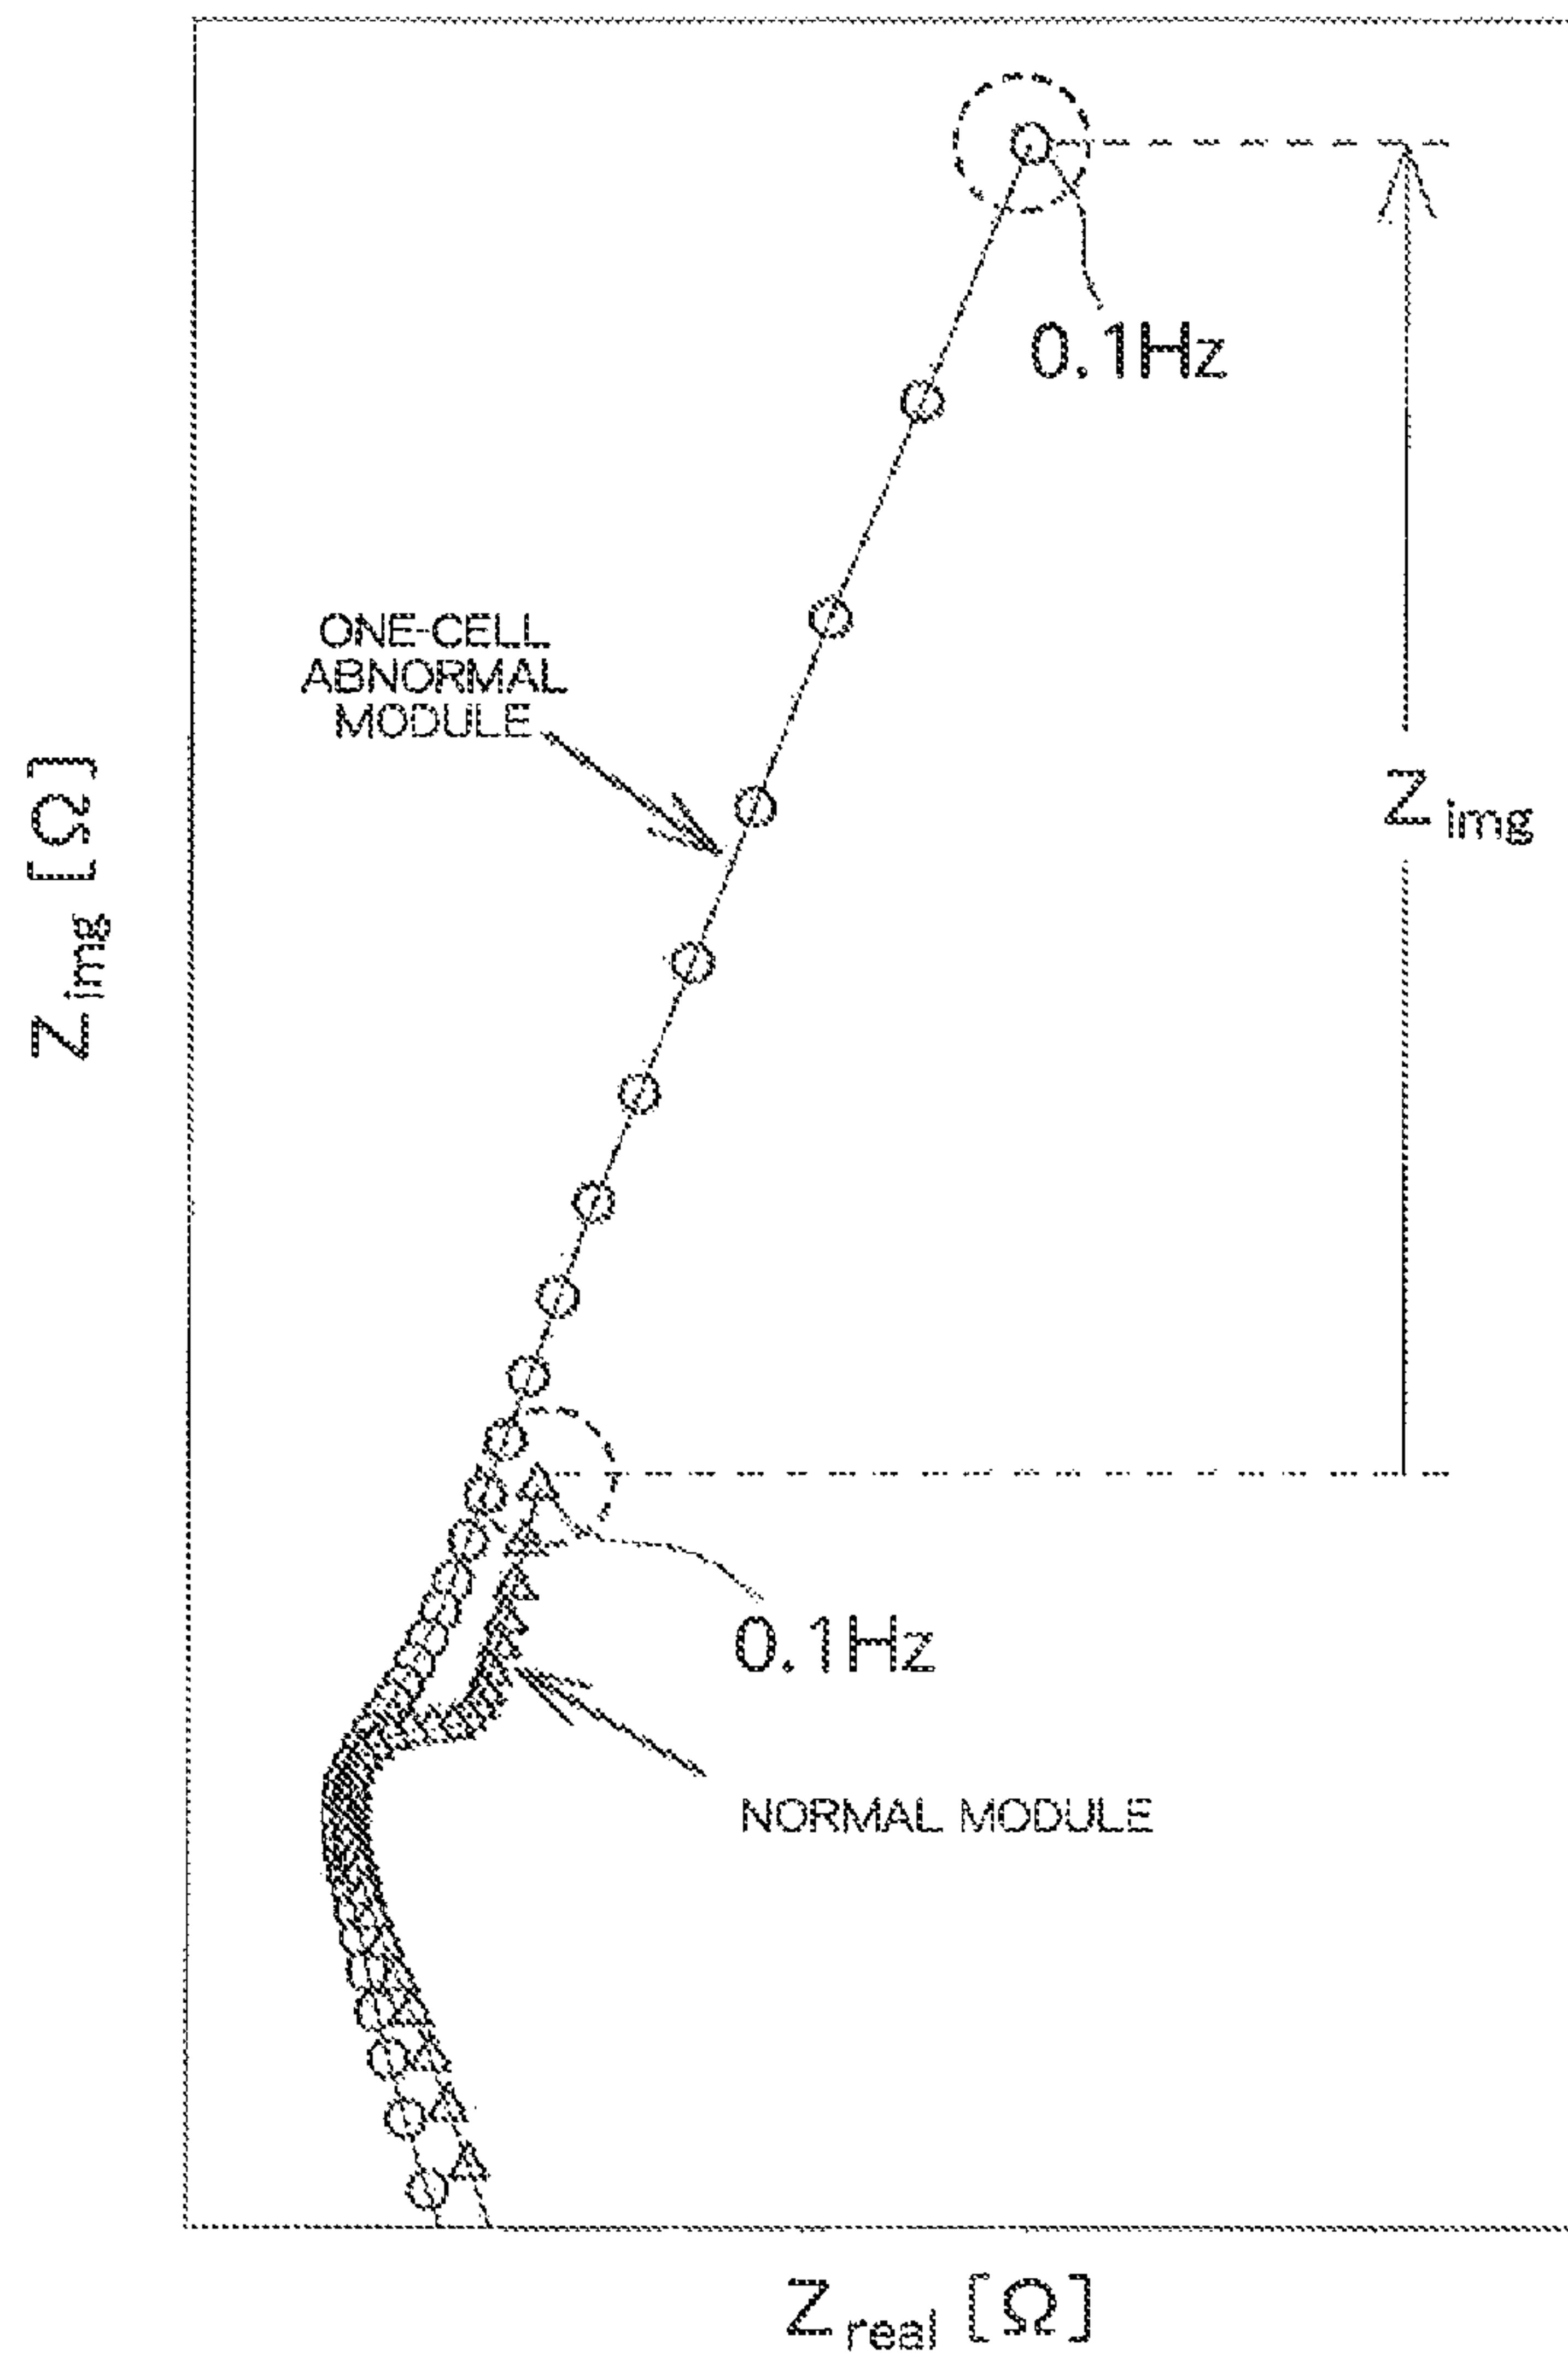 0.1Hz
ONE-CELL
ABNORMAL
MODULE
Z img [Ω]
Z img
0.1Hz
NORMAL MODULE
Z real [Ω]